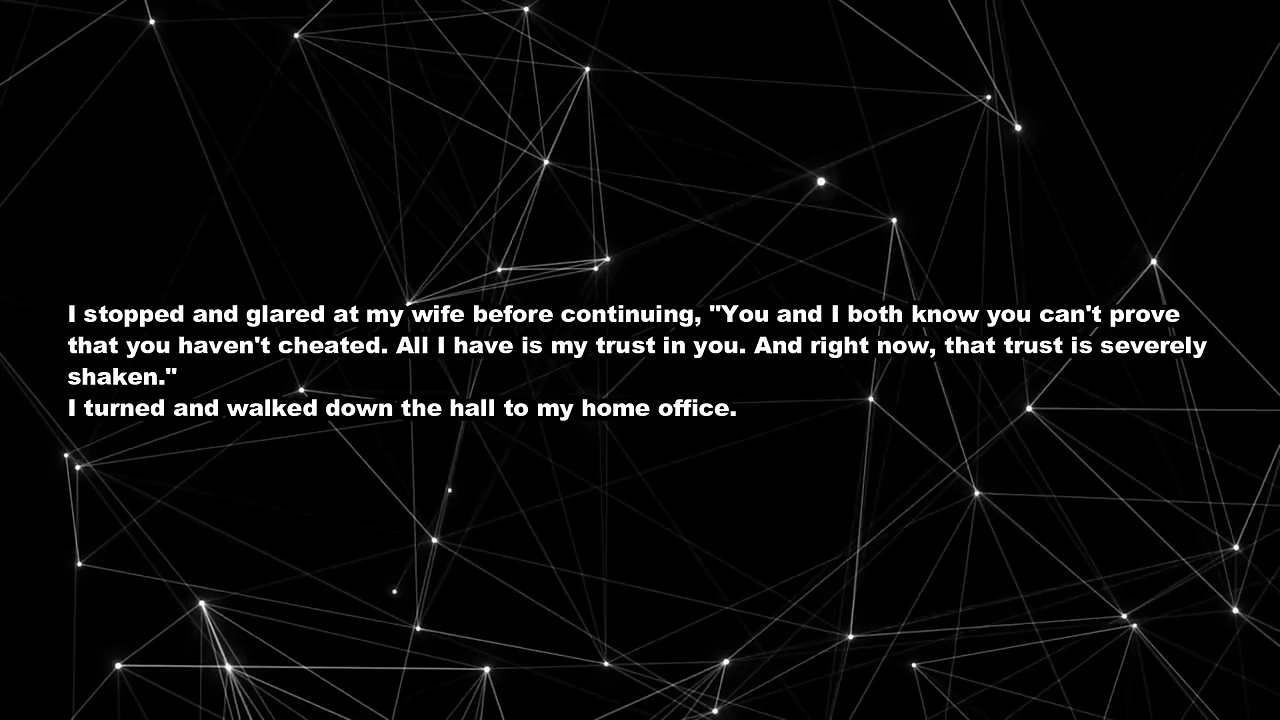 I stopped and glared at my wife before continuing, "You and I both know you can't prove
that you haven't cheated. All I have is my trust in you. And right now, that trust is severely
shaken."
I turned and walked down the hall to my home office.